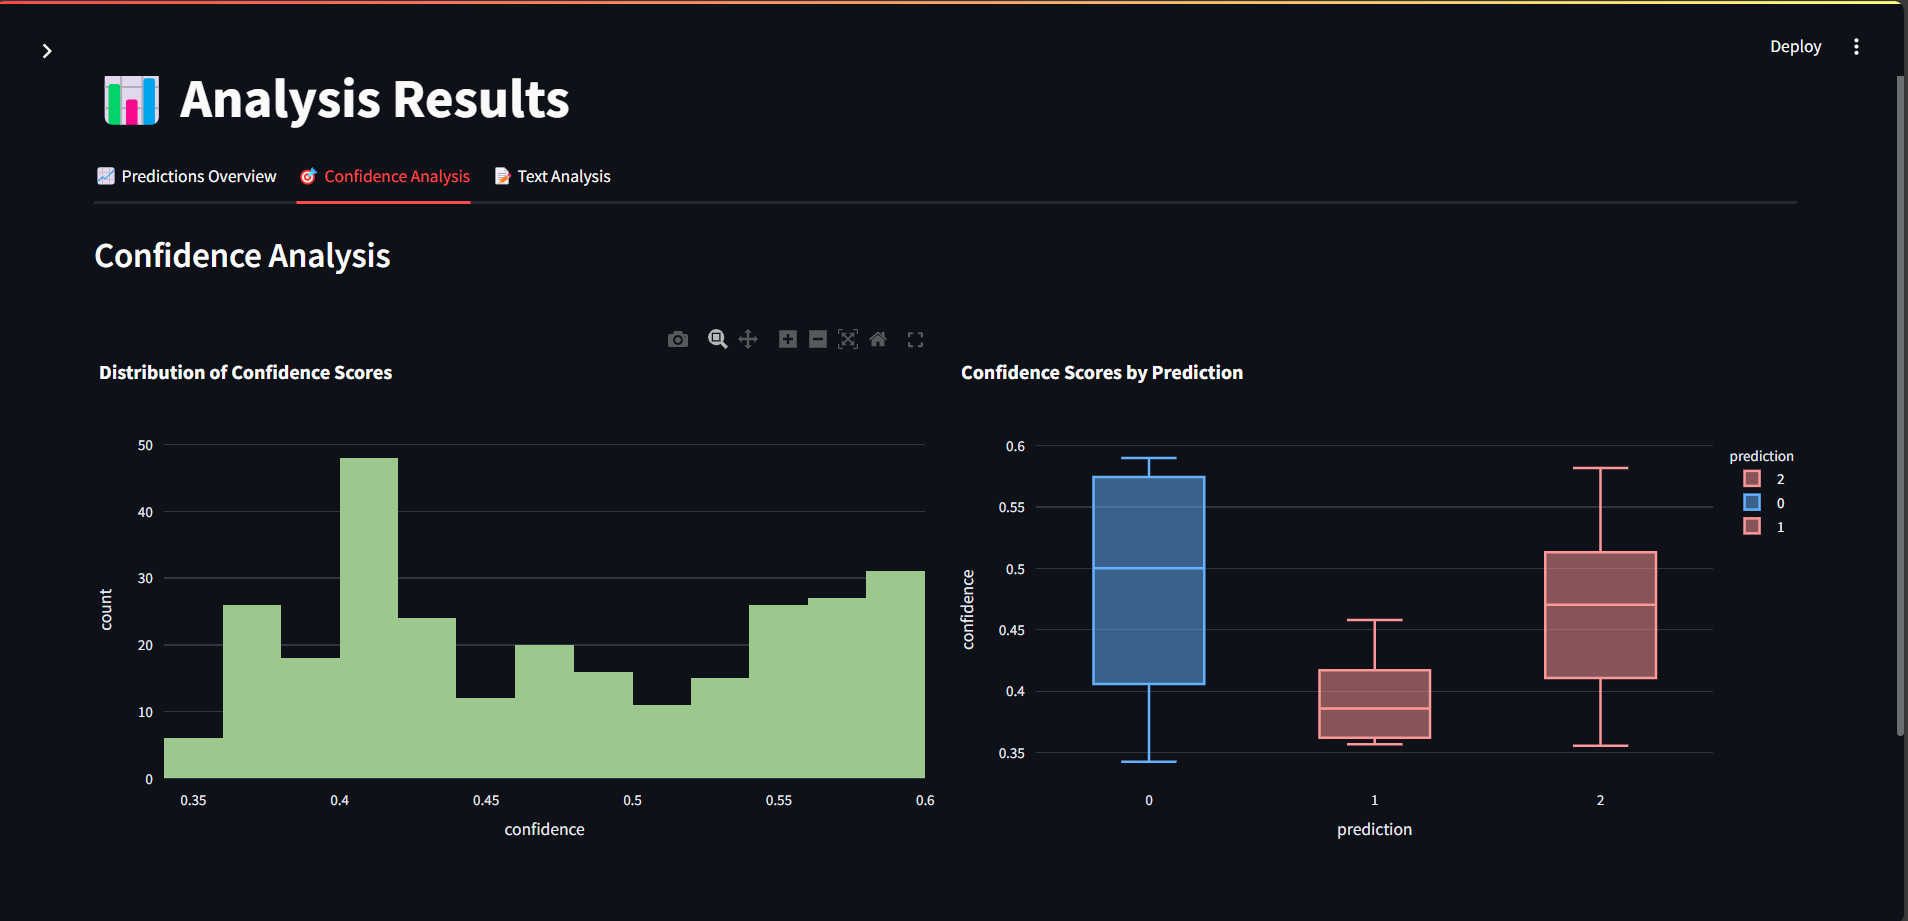 Deploy
Analysis Results
Predictions Overview
Confidence Analysis
Text Analysis
Confidence Analysis
Distribution of Confidence Scores
50
40
30
20
10
0
count
0.35 0.4 0.45 0.5 0.55 0.6
confidence
Confidence Scores by Prediction
0.6
0.55
0.5
0.45
0.4
0.35
confidence
0 1 2
prediction
prediction
2
0
1